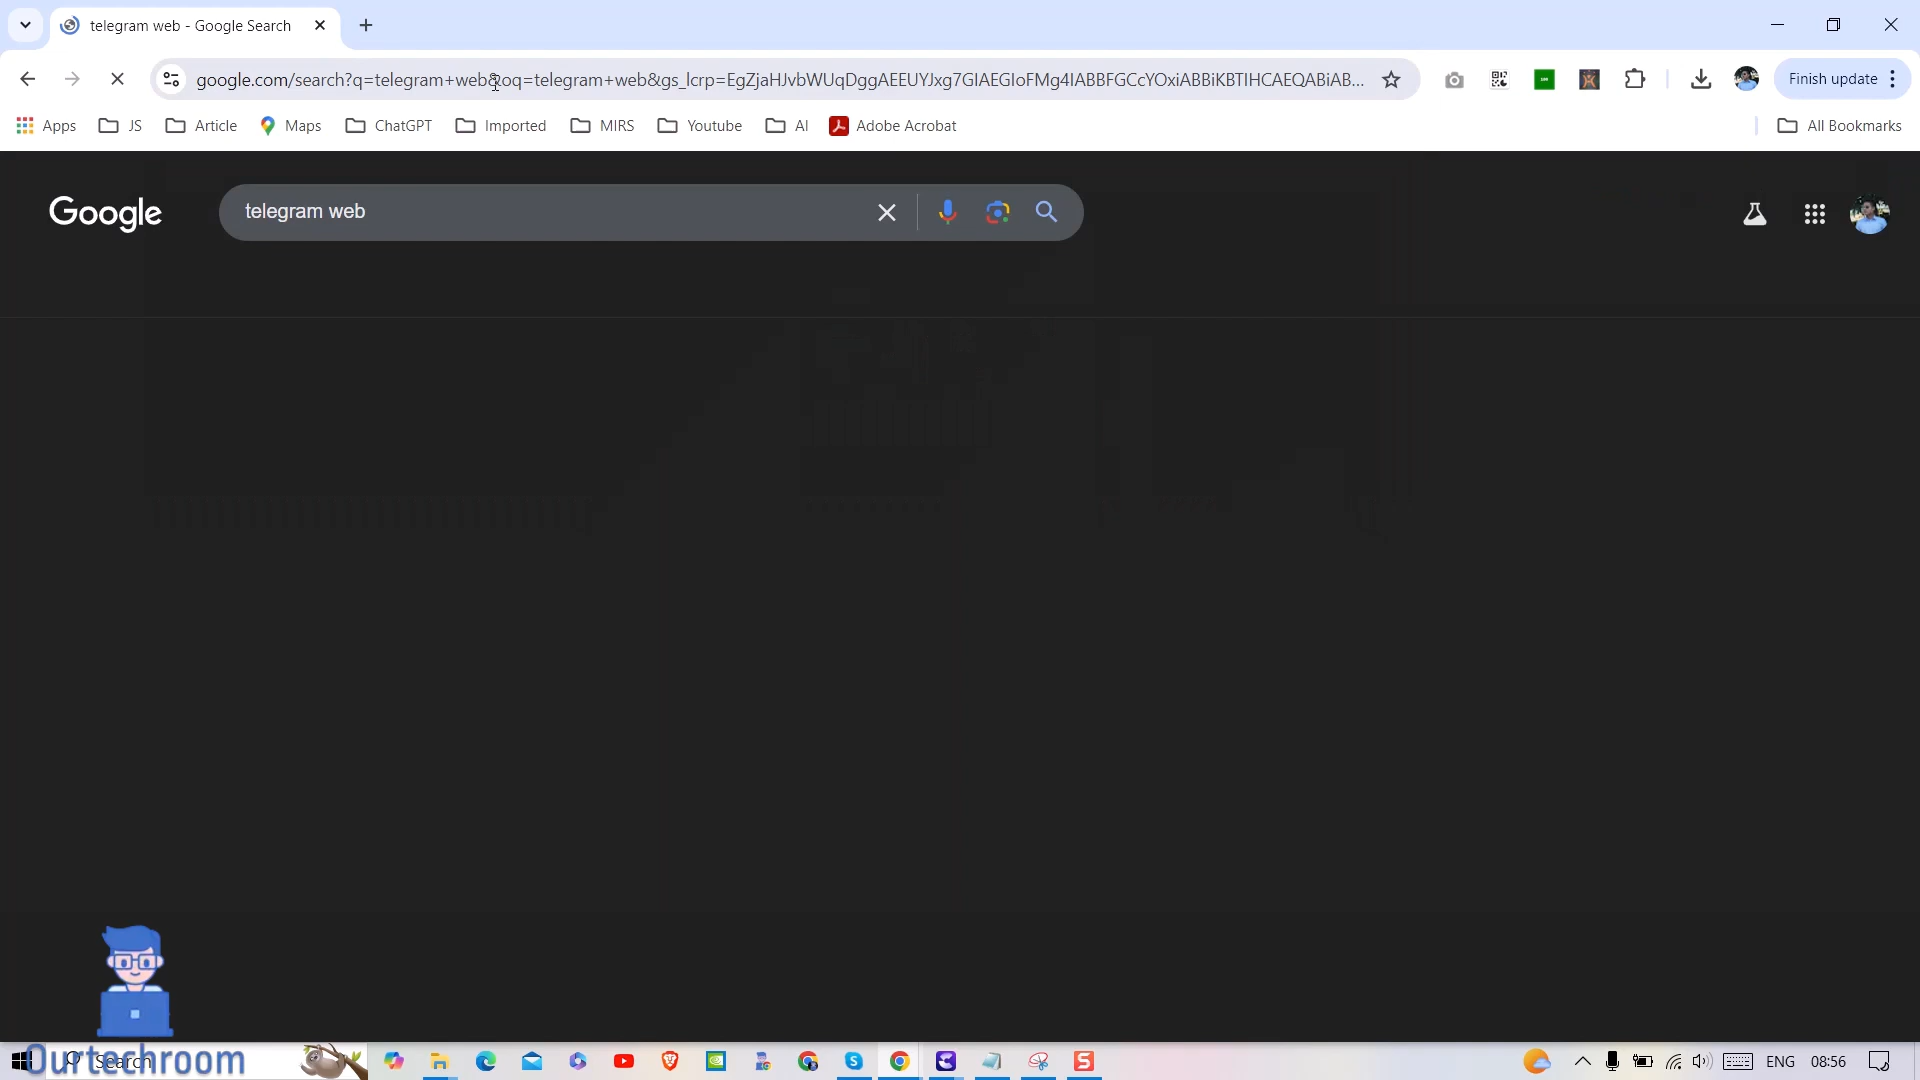 telegram web - Google Search
google.com/search?q=telegram+web&oq=telegram+web&gs_lcrp=EgZjaHJvbWUqDggAEEUYJxg7GIAEGIoFMg4IABBFGCcYOxiABBiKBTIHCAEQABiAB...
Finish update
Apps
JS
Article
Maps
ChatGPT
Imported
MIRS
Youtube
AI
Adobe Acrobat
All Bookmarks
Google
telegram web
Search
Ourtechroom
ENG
08:56